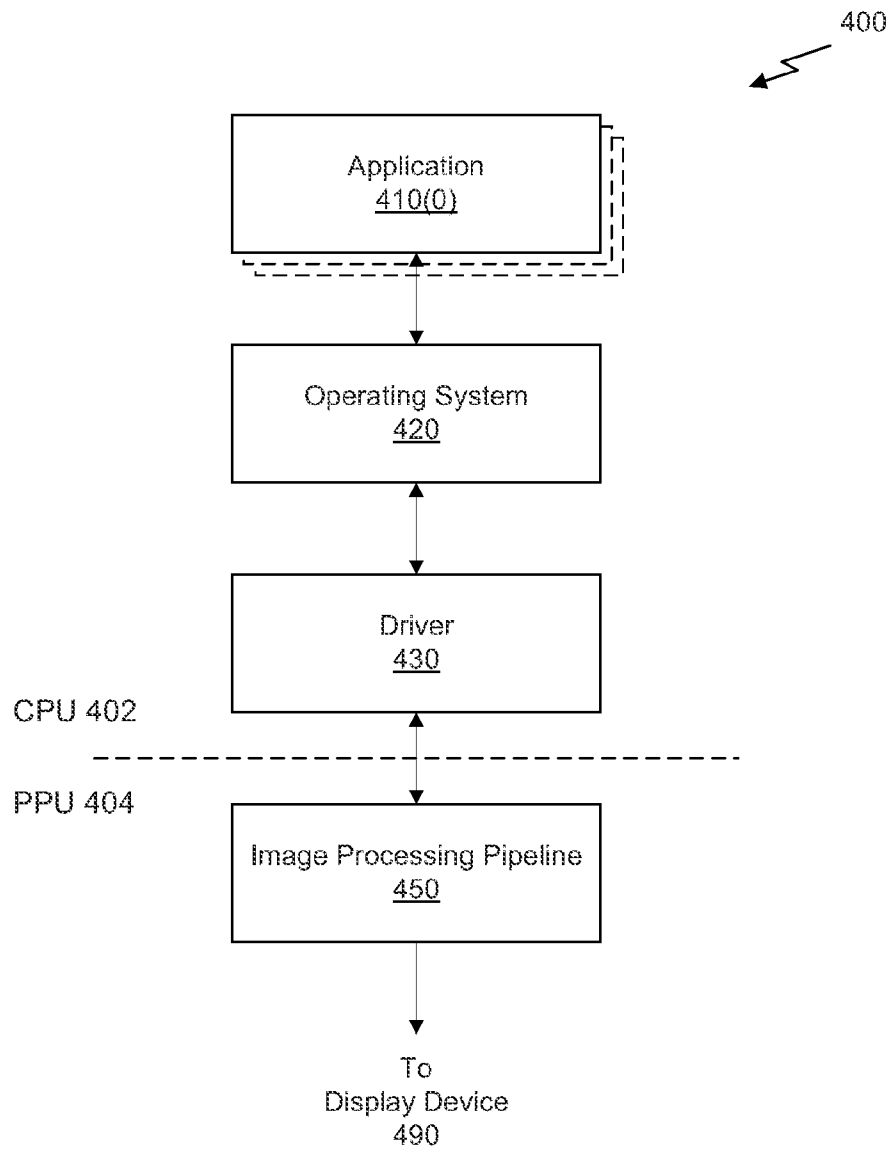 400
Application
410(0)
Operating System
420
Driver
430
CPU 402
PPU 404
Image Processing Pipeline
450
To
Display Device
490